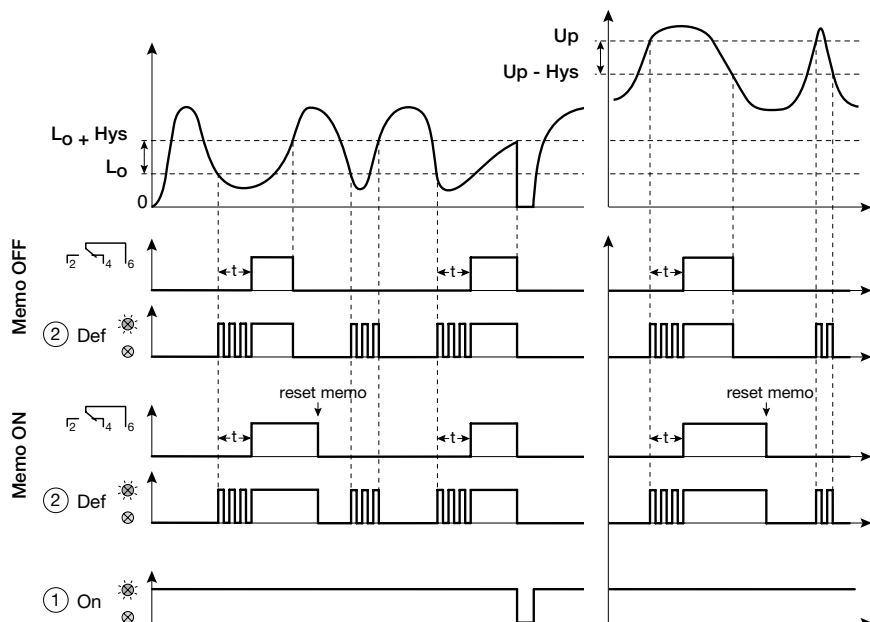 Up
Up - Hys
Lo + Hys
Lo
0
Memo OFF
2 4 6
t t t
2 Def
Memo ON
reset memo reset memo
2 4 6
t t t
2 Def
1 On